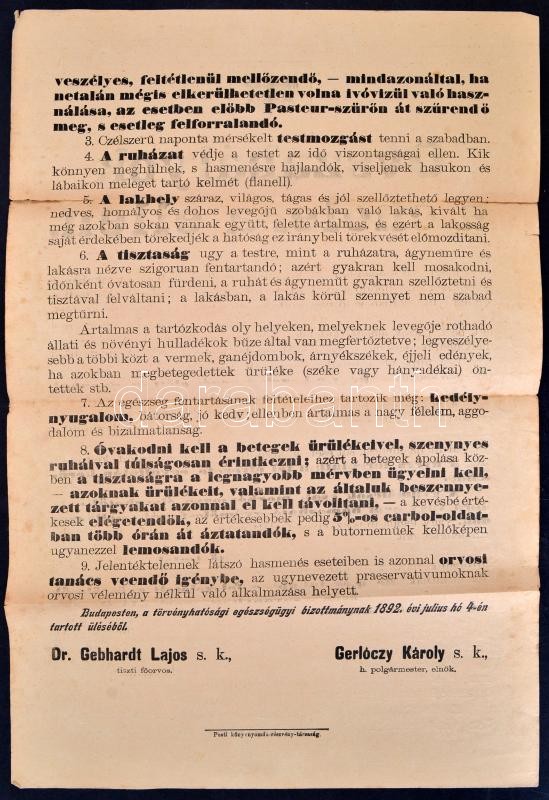 veszélyes, feltétlenül mellőzendő, — mindazonáltal, ha
netalán mégis elkerülhetetlen volna ivóvizül való hasz-
nálása, az esetben előbb Pasteur-szűrőn át szűrendő
meg, s esetleg felforralandó.
3. Czélszerű naponta mérsékelt testmozgást tenni a szabadban.
4. A ruházat védje a testet az idő viszontagságai ellen. Kik
könnyen meghülnek, s hasmenésre hajlandók, viseljenek hasukon és
lábaikon meleget tartó kelmét (flanell).
5. A lakhely száraz, világos, tágas és jól szellőztethető legyen;
nedves, homályos és dohos levegőjű szobákban való lakás, kivált ha
még azokban sokan vannak együtt, felette ártalmas, és ezért a lakosság
saját érdekében törekedjék a hatóság ez iránybeli törekvését előmozditani.
6. A tisztaság ugy a testre, mint a ruházatra, ágyneműre és
lakásra nézve szigoruan fentartandó; azért gyakran kell mosakodni,
időnként óvatosan fürdeni, a ruhát és ágyneműt gyakran szellőztetni és
tisztával felváltani; a lakásban, a lakás körül szennyet nem szabad
megtürni.
Ártalmas a tartózkodás oly helyeken, melyeknek levegője rothadó
állati és növényi hulladékok bűze által van megfertőztetve; legveszélye-
sebb a többi közt a vermek, ganéjdombok, árnyékszékek, éjjeli edények,
ha azokban megbetegedettek ürüléke (széke vagy hányadékai) ön-
tettek stb.
7. Az egészség fentartásának feltételeihez tartozik még: kedély-
nyugalom, bátorság, jó kedv, ellenben ártalmas a nagy félelem, aggo-
dalom és bizalmatlanság.
8. Óvakodni kell a betegek ürülékeivel, szennyes
ruháival túlságosan érintkezni; azért a betegek ápolása köz-
ben a tisztaságra a legnagyobb mérvben ügyelni kell,
— azoknak ürülékeit, valamint az általuk beszennye-
zett tárgyakat azonnal el kell távolitani, — a kevésbé érté-
kesek elégetendők, az értékesebbek pedig 5%-os carbol-oldat-
ban több órán át áztatandók, s a butorneműek kellőképen
ugyanezzel lemosandók.
9. Jelentéktelennek látszó hasmenés eseteiben is azonnal orvosi
tanács veendő igénybe, az ugynevezett praeservativumoknak
orvosi vélemény nélkül való alkalmazása helyett.
Budapesten, a törvényhatósági egészségügyi bizottmánynak 1892. évi julius hó 4-én
tartott üléséből.
Dr. Gebhardt Lajos s. k.,
tiszti főorvos.
Gerlóczy Károly s. k.,
h. polgármester, elnök.
Pesti könyvnyomda-részvény-társaság.
darabanth